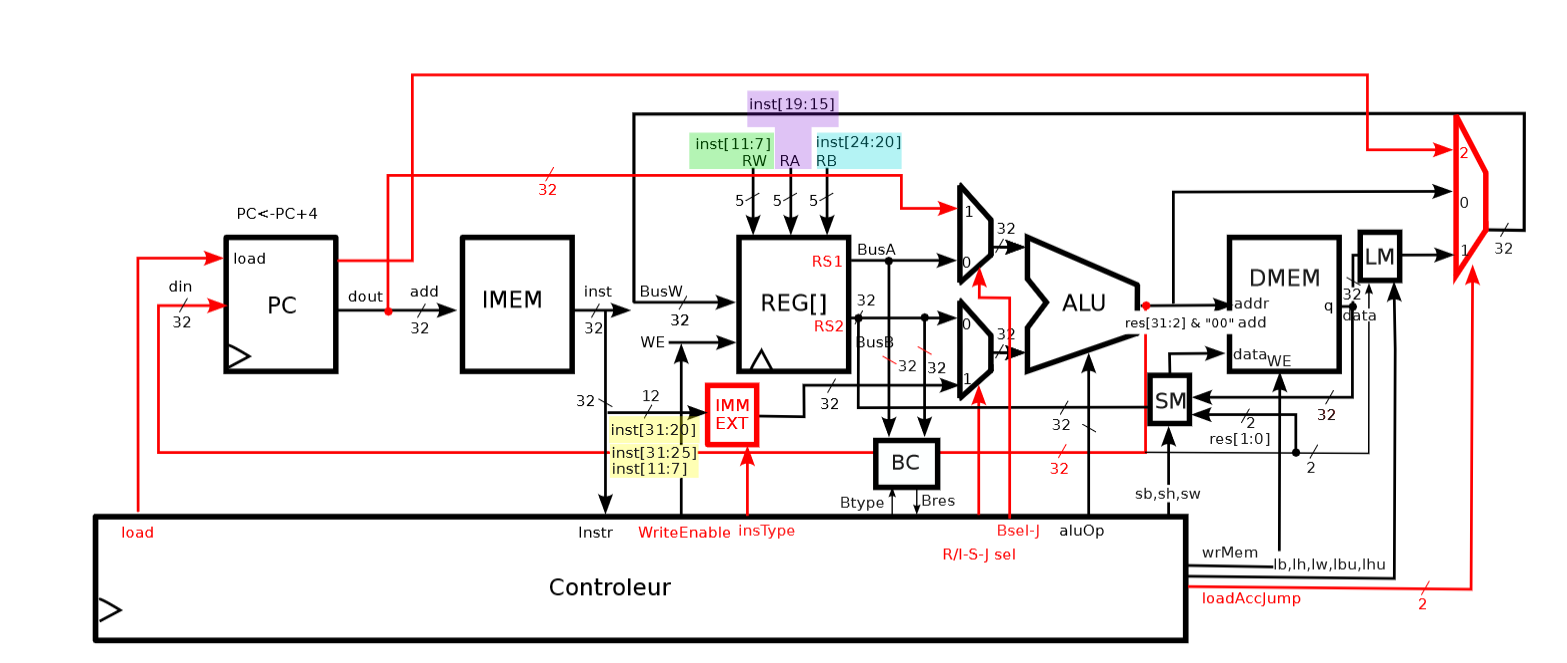 inst[19:15]
inst[11:7]
inst[24:20]
RW
RA
RB
32
5
5
5
2
PC<-PC+4
1
0
32
0
1
32
load
PC
din
32
dout
add
32
IMEM
inst
32
BusW
32
WE
REG[]
RS1
RS2
BusA
32
BusB
32
32
0
1
32
ALU
res[31:2] & "00"
addr
add
DMEM
q
data
WE
LM
32
data
SM
32
2
res[1:0]
2
32
12
IMM
EXT
32
32
inst[31:20]
inst[31:25]
inst[11:7]
32
BC
Btype
Bres
sb,sh,sw
load
Instr
WriteEnable
insType
R/I-S-J sel
Bsel-J
aluOp
wrMem
lb,lh,lw,lbu,lhu
loadAccJump
2
Controleur